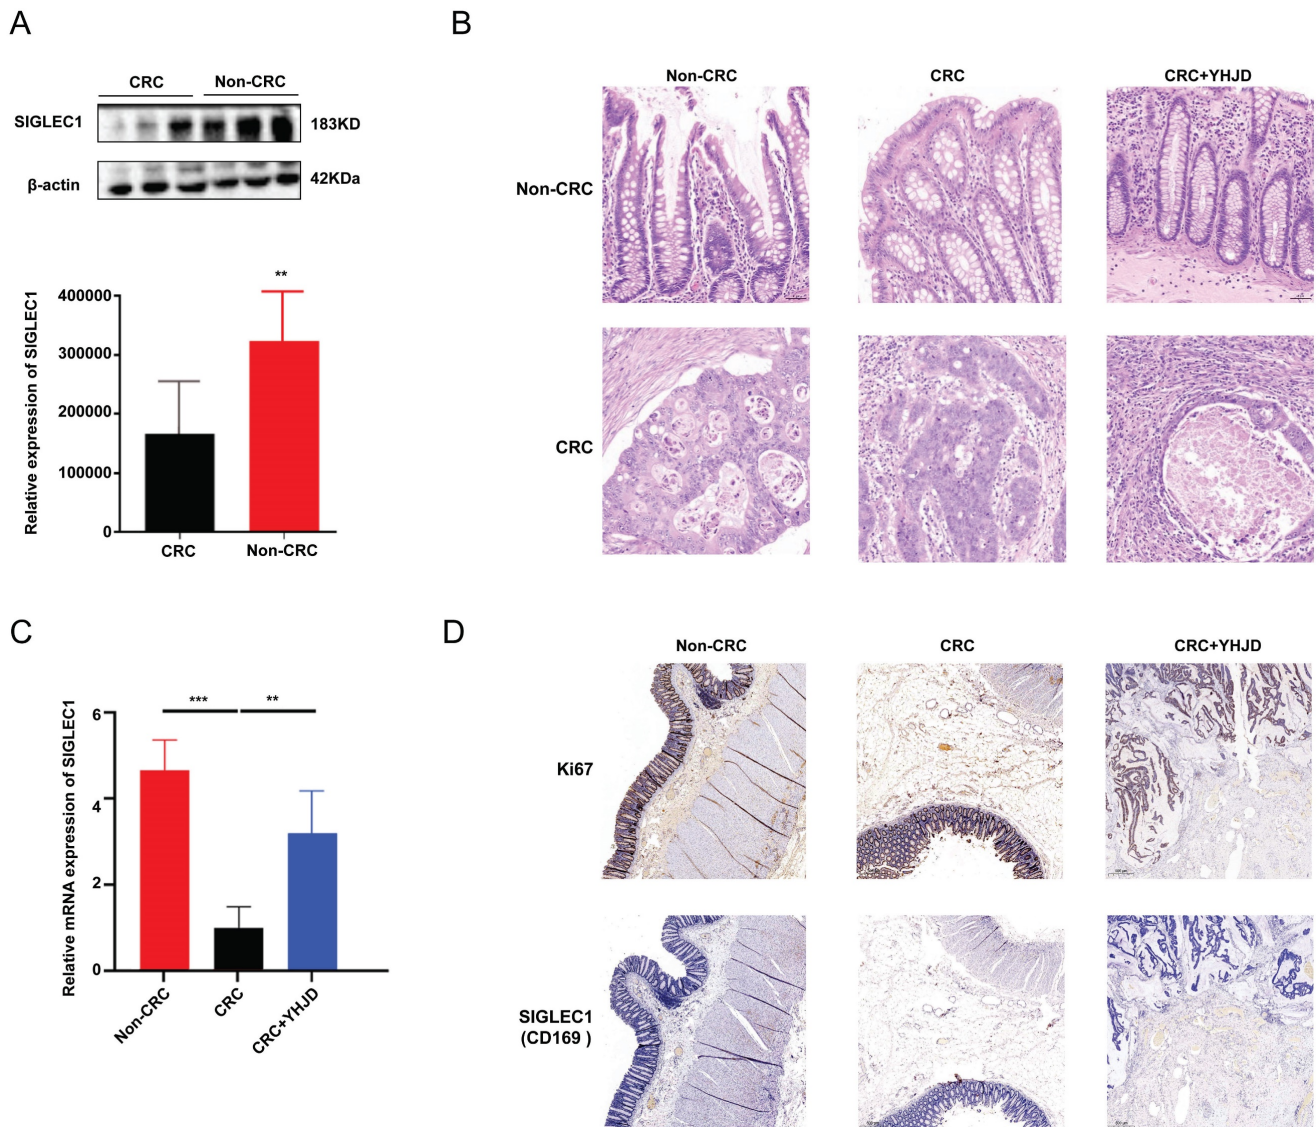 A
CRC Non-CRC
SIGLEC1 183KD
β-actin 42KDa
Relative expression of SIGLEC1
**
400000
300000
200000
100000
0
CRC Non-CRC
B
Non-CRC CRC CRC+YHJD
Non-CRC
CRC
C
Relative mRNA expression of SIGLEC1
*** **
6
4
2
0
Non-CRC CRC CRC+YHJD
D
Non-CRC CRC CRC+YHJD
Ki67
SIGLEC1
(CD169 )